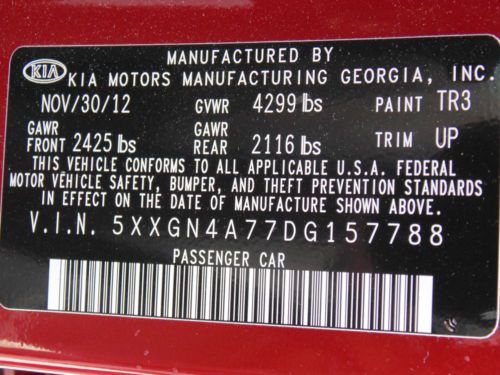 MANUFACTURED BY
KIA KIA MOTORS MANUFACTURING GEORGIA, INC.
NOV/30/12 GVWR 4299 lbs PAINT TR3
GAWR FRONT 2425 lbs GAWR REAR 2116 lbs TRIM UP
THIS VEHICLE CONFORMS TO ALL APPLICABLE U.S.A. FEDERAL
MOTOR VEHICLE SAFETY, BUMPER, AND THEFT PREVENTION STANDARDS
IN EFFECT ON THE DATE OF MANUFACTURE SHOWN ABOVE.
V.I.N. 5XXGN4A77DG157788
PASSENGER CAR